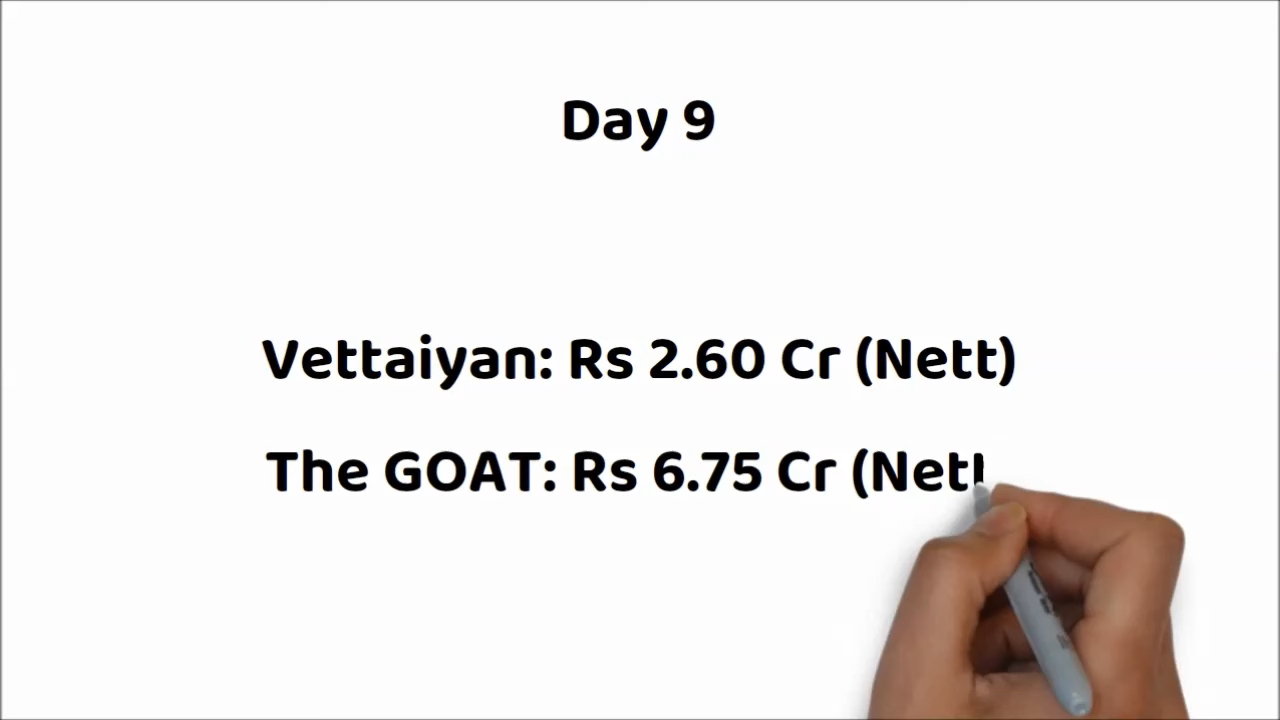 Day 9
Vettaiyan: Rs 2.60 Cr (Nett)
The GOAT: Rs 6.75 Cr (Net